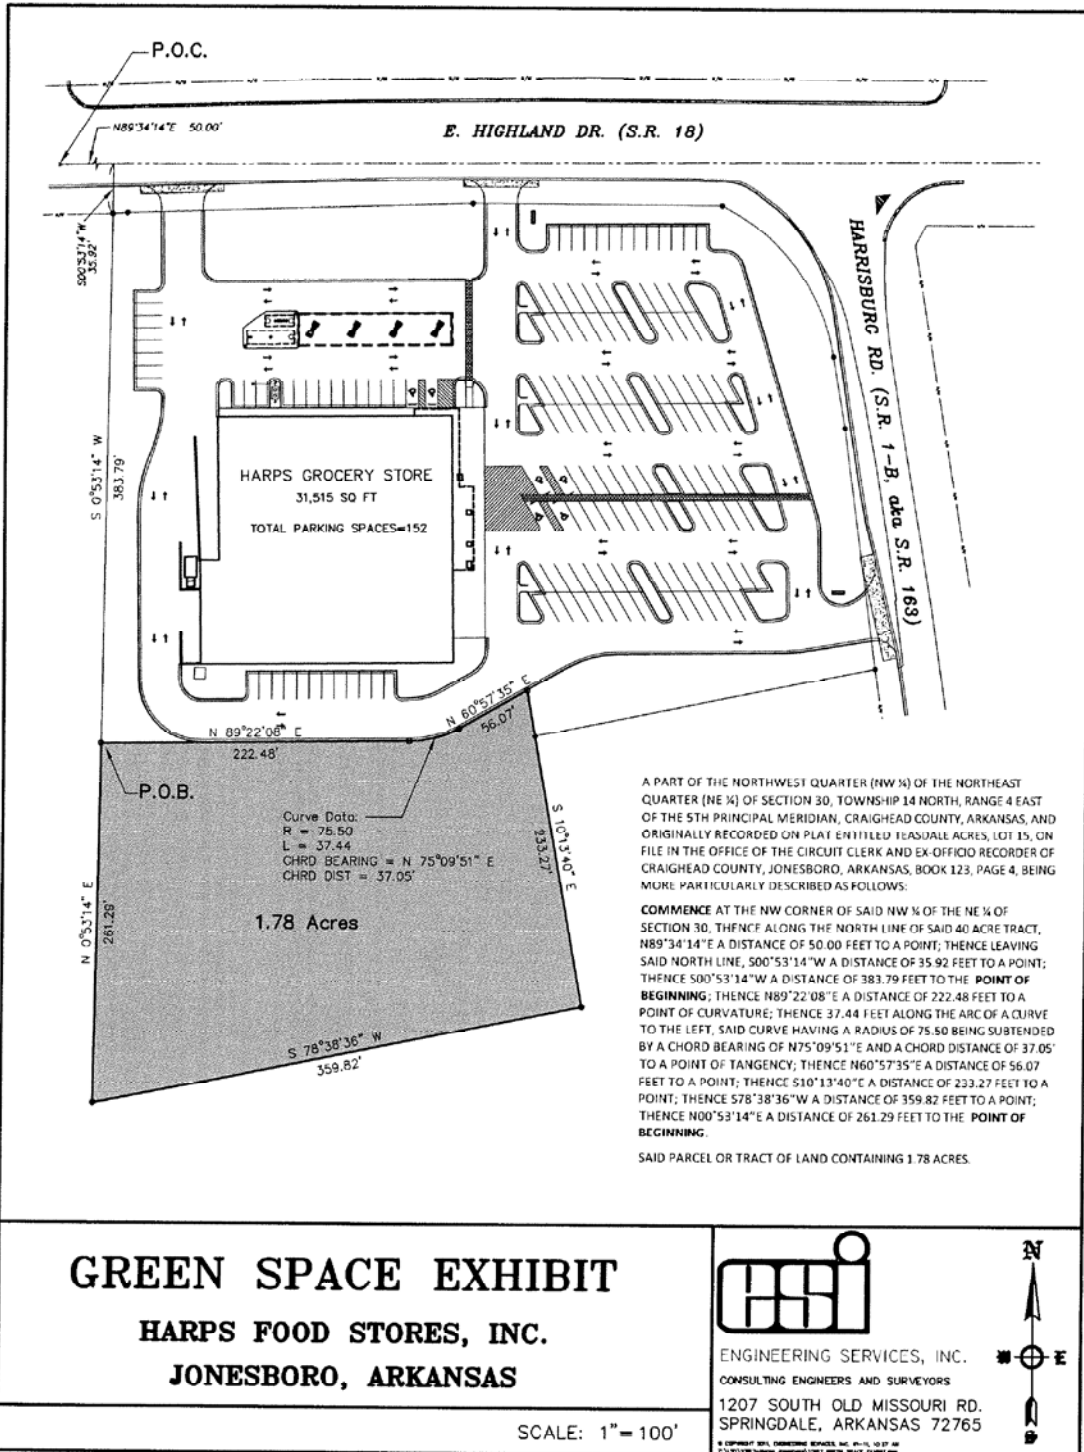 P.O.C.
N89°34'14"E 50.00'
E. HIGHLAND DR. (S.R. 18)
S00°53'14"W
35.92'
HARRISBURG RD. (S.R. 1-B, aka S.R. 163)
S 0°53'14" W
383.79'
HARPS GROCERY STORE
31,515 SQ FT
TOTAL PARKING SPACES=152
N 60°57'35" E
56.07'
N 89°22'08" E
222.48'
P.O.B.
Curve Data:
R = 75.50
L = 37.44
CHRD BEARING = N 75°09'51" E
CHRD DIST = 37.05'
S 10°13'40" E
233.27'
1.78 Acres
N 0°53'14" E
261.29'
S 78°38'36" W
359.82'
A PART OF THE NORTHWEST QUARTER (NW ¼) OF THE NORTHEAST
QUARTER (NE ¼) OF SECTION 30, TOWNSHIP 14 NORTH, RANGE 4 EAST
OF THE 5TH PRINCIPAL MERIDIAN, CRAIGHEAD COUNTY, ARKANSAS, AND
ORIGINALLY RECORDED ON PLAT ENTITLED TEASDALE ACRES, LOT 15, ON
FILE IN THE OFFICE OF THE CIRCUIT CLERK AND EX-OFFICIO RECORDER OF
CRAIGHEAD COUNTY, JONESBORO, ARKANSAS, BOOK 123, PAGE 4, BEING
MORE PARTICULARLY DESCRIBED AS FOLLOWS:
COMMENCE AT THE NW CORNER OF SAID NW ¼ OF THE NE ¼ OF
SECTION 30, THENCE ALONG THE NORTH LINE OF SAID 40 ACRE TRACT,
N89°34'14"E A DISTANCE OF 50.00 FEET TO A POINT; THENCE LEAVING
SAID NORTH LINE, S00°53'14"W A DISTANCE OF 35.92 FEET TO A POINT;
THENCE S00°53'14"W A DISTANCE OF 383.79 FEET TO THE POINT OF
BEGINNING; THENCE N89°22'08"E A DISTANCE OF 222.48 FEET TO A
POINT OF CURVATURE; THENCE 37.44 FEET ALONG THE ARC OF A CURVE
TO THE LEFT, SAID CURVE HAVING A RADIUS OF 75.50 BEING SUBTENDED
BY A CHORD BEARING OF N75°09'51"E AND A CHORD DISTANCE OF 37.05'
TO A POINT OF TANGENCY; THENCE N60°57'35"E A DISTANCE OF 56.07
FEET TO A POINT; THENCE S10°13'40"E A DISTANCE OF 233.27 FEET TO A
POINT; THENCE S78°38'36"W A DISTANCE OF 359.82 FEET TO A POINT;
THENCE N00°53'14"E A DISTANCE OF 261.29 FEET TO THE POINT OF
BEGINNING.
SAID PARCEL OR TRACT OF LAND CONTAINING 1.78 ACRES.
GREEN SPACE EXHIBIT
HARPS FOOD STORES, INC.
JONESBORO, ARKANSAS
SCALE: 1"= 100'
esi
ENGINEERING SERVICES, INC.
CONSULTING ENGINEERS AND SURVEYORS
1207 SOUTH OLD MISSOURI RD.
SPRINGDALE, ARKANSAS 72765
N
W E
S